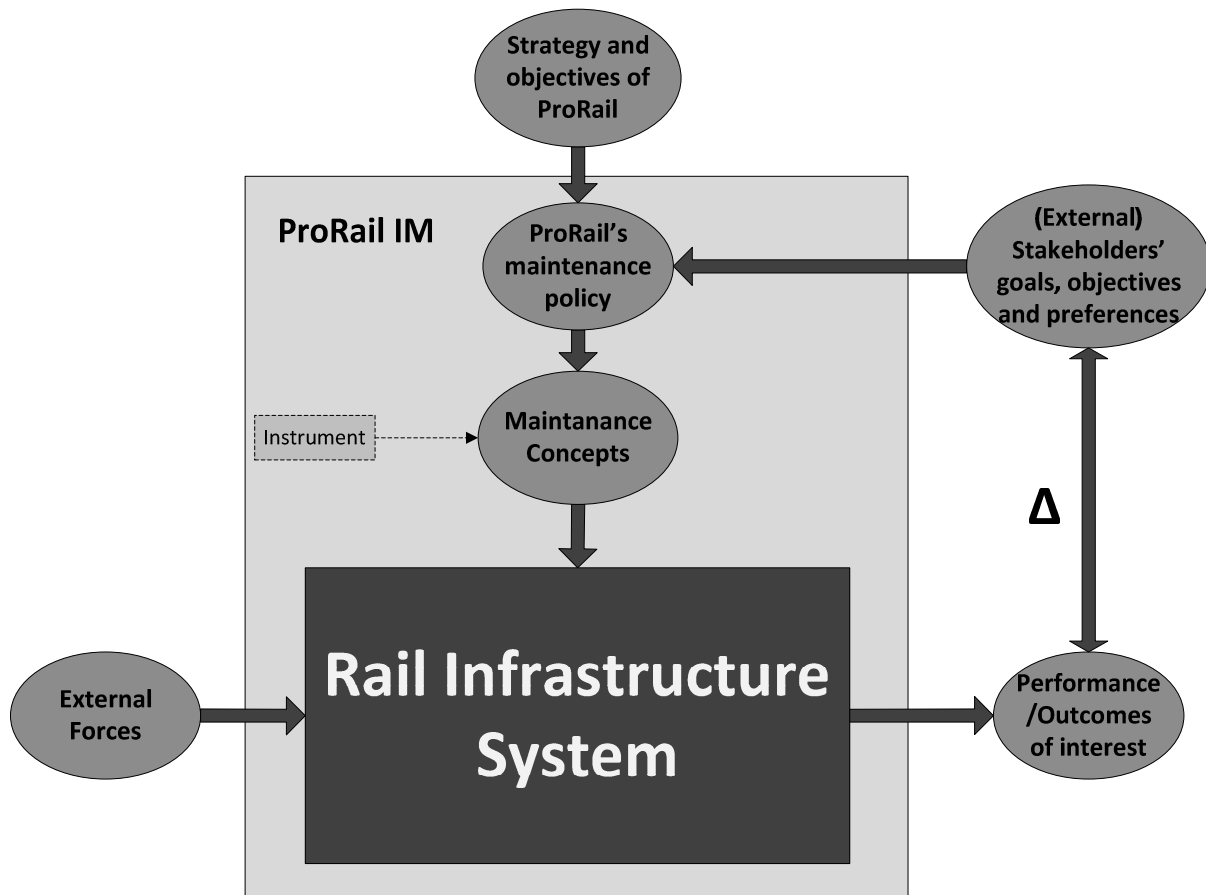 Strategy and
objectives of
ProRail
ProRail IM
ProRail's
maintenance
policy
(External)
Stakeholders'
goals, objectives
and preferences
Instrument
Maintanance
Concepts
Δ
Rail Infrastructure
System
External
Forces
Performance
/Outcomes
of interest